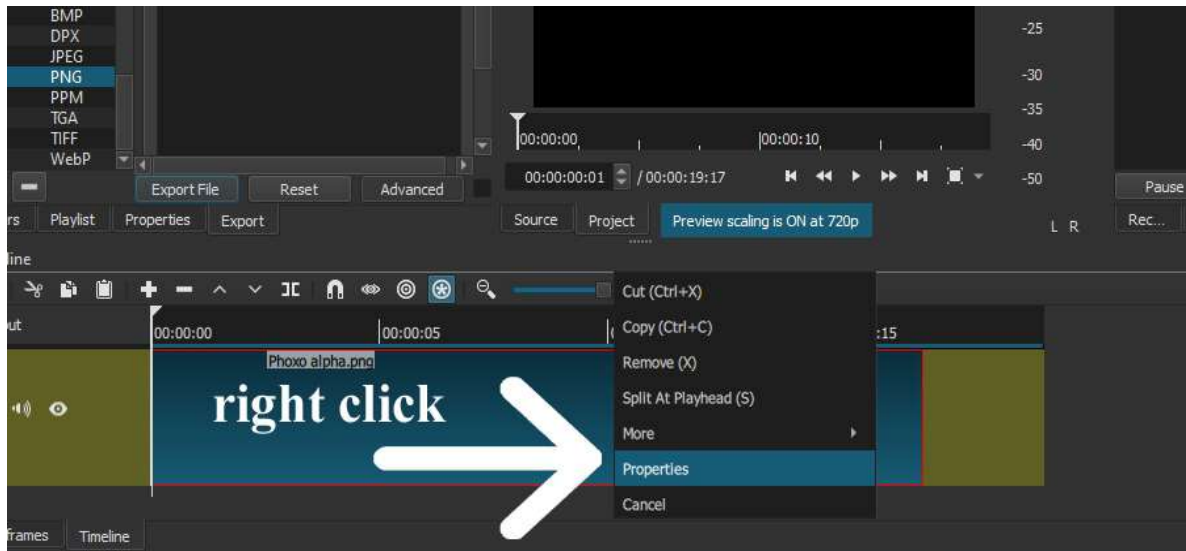 BMP
DPX
JPEG
PNG
PPM
TGA
TIFF
WebP
Export File Reset Advanced
rs Playlist Properties Export
-25
-30
-35
-40
-50
00:00:00 00:00:10
00:00:00:01 / 00:00:19:17
Source Project Preview scaling is ON at 720p
L R
Pause
Rec...
line
ut
00:00:00 00:00:05 :15
Phoxo alpha.png
right click
Cut (Ctrl+X)
Copy (Ctrl+C)
Remove (X)
Split At Playhead (S)
More
Properties
Cancel
frames Timeline